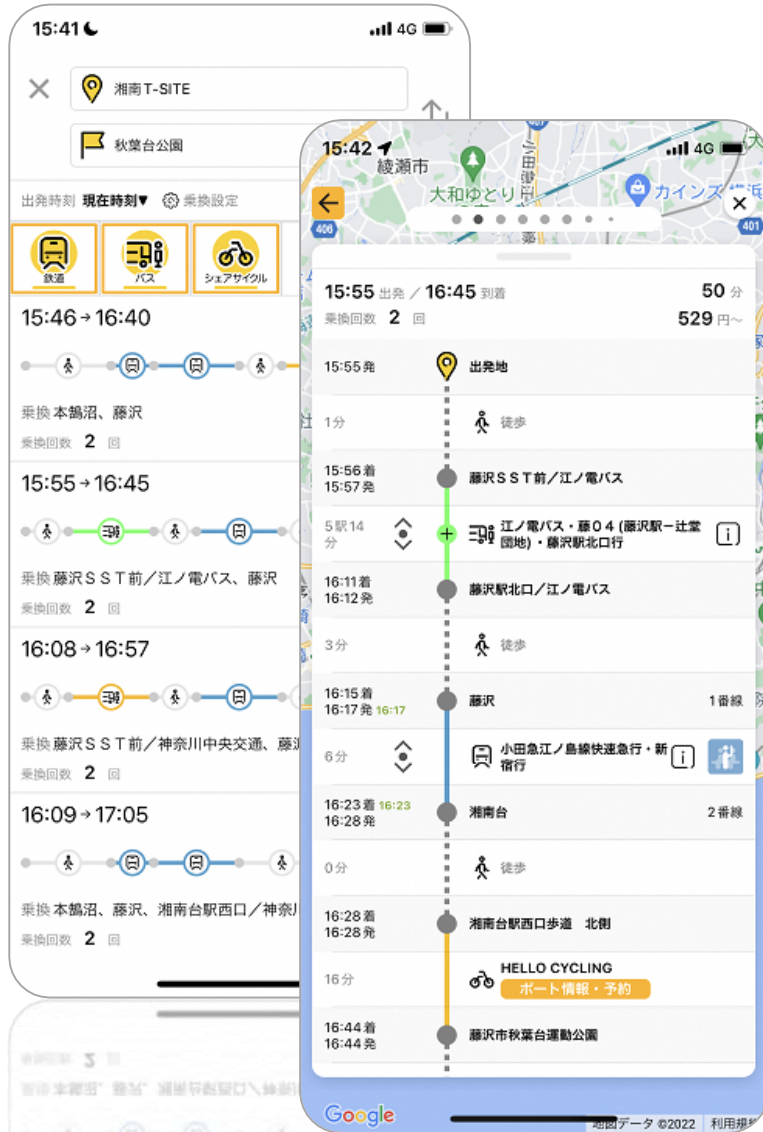 15:41
4G
湘南T-SITE
秋葉台公園
出発時刻 現在時刻▼ 乗換設定
鉄道
バス
シェアサイクル
15:46→16:40
乗換 本鵠沼、藤沢
乗換回数 2 回
15:55→16:45
乗換 藤沢SST前/江ノ電バス、藤沢
乗換回数 2 回
16:08→16:57
乗換 藤沢SST前/神奈川中央交通、藤
乗換回数 2 回
16:09→17:05
乗換 本鵠沼、藤沢、湘南台駅西口/神奈川
乗換回数 2 回
15:42
4G
綾瀬市
小田急江
大和ゆとり
カインズ 横浜
406
401
15:55 出発 / 16:45 到着
50 分
乗換回数 2 回
529 円〜
15:55発
出発地
1分
徒歩
15:56着
15:57発
藤沢SST前/江ノ電バス
5駅14分
江ノ電バス・藤04(藤沢駅ー辻堂
団地)・藤沢駅北口行
16:11着
16:12発
藤沢駅北口/江ノ電バス
3分
徒歩
16:15着
16:17発 16:17
藤沢
1番線
6分
小田急江ノ島線快速急行・新
宿行
16:23着 16:23
16:28発
湘南台
2番線
0分
徒歩
16:28着
16:28発
湘南台駅西口歩道 北側
16分
HELLO CYCLING
ポート情報・予約
16:44着
16:44発
藤沢市秋葉台運動公園
Google
地図データ ©2022
利用規約